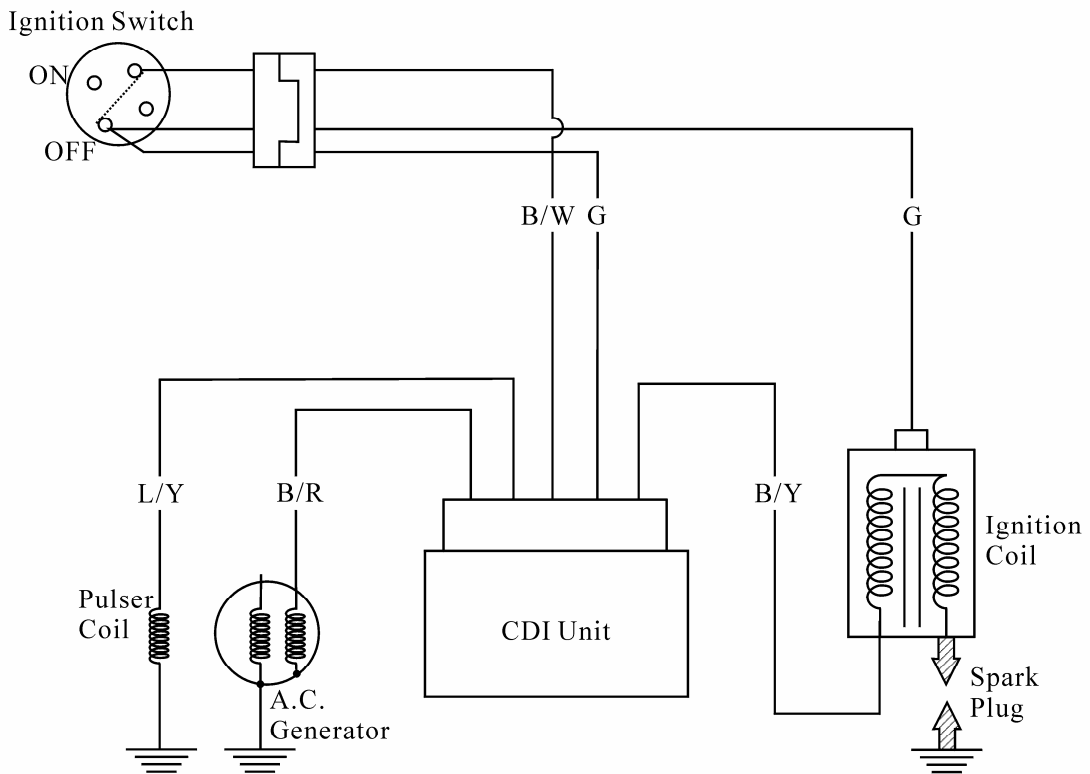 Ignition Switch
ON
OFF
B/W
G
G
L/Y
B/R
B/Y
Ignition
Coil
Pulser
Coil
CDI Unit
A.C.
Generator
Spark
Plug